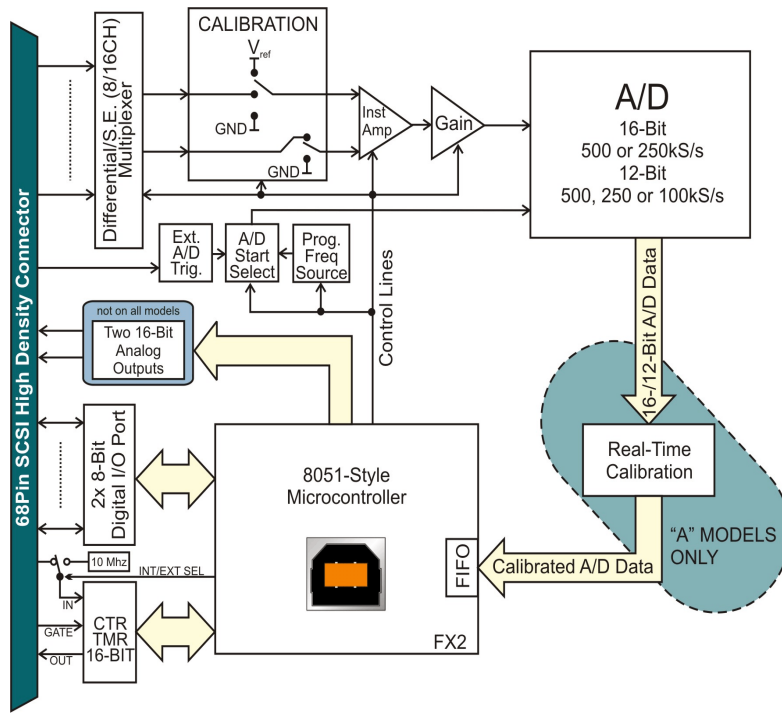 68Pin SCSI High Density Connector
Differential/S.E. (8/16CH)
Multiplexer
CALIBRATION
Vref
GND
GND
Inst
Amp
Gain
A/D
16-Bit
500 or 250kS/s
12-Bit
500, 250 or 100kS/s
Ext.
A/D
Trig.
A/D
Start
Select
Prog.
Freq
Source
Control Lines
16-/12-Bit A/D Data
not on all models
Two 16-Bit
Analog
Outputs
2x 8-Bit
Digital I/O Port
8051-Style
Microcontroller
Real-Time
Calibration
"A" MODELS
ONLY
FIFO
Calibrated A/D Data
10 Mhz
INT/EXT SEL
IN
GATE
OUT
CTR
TMR
16-BIT
FX2